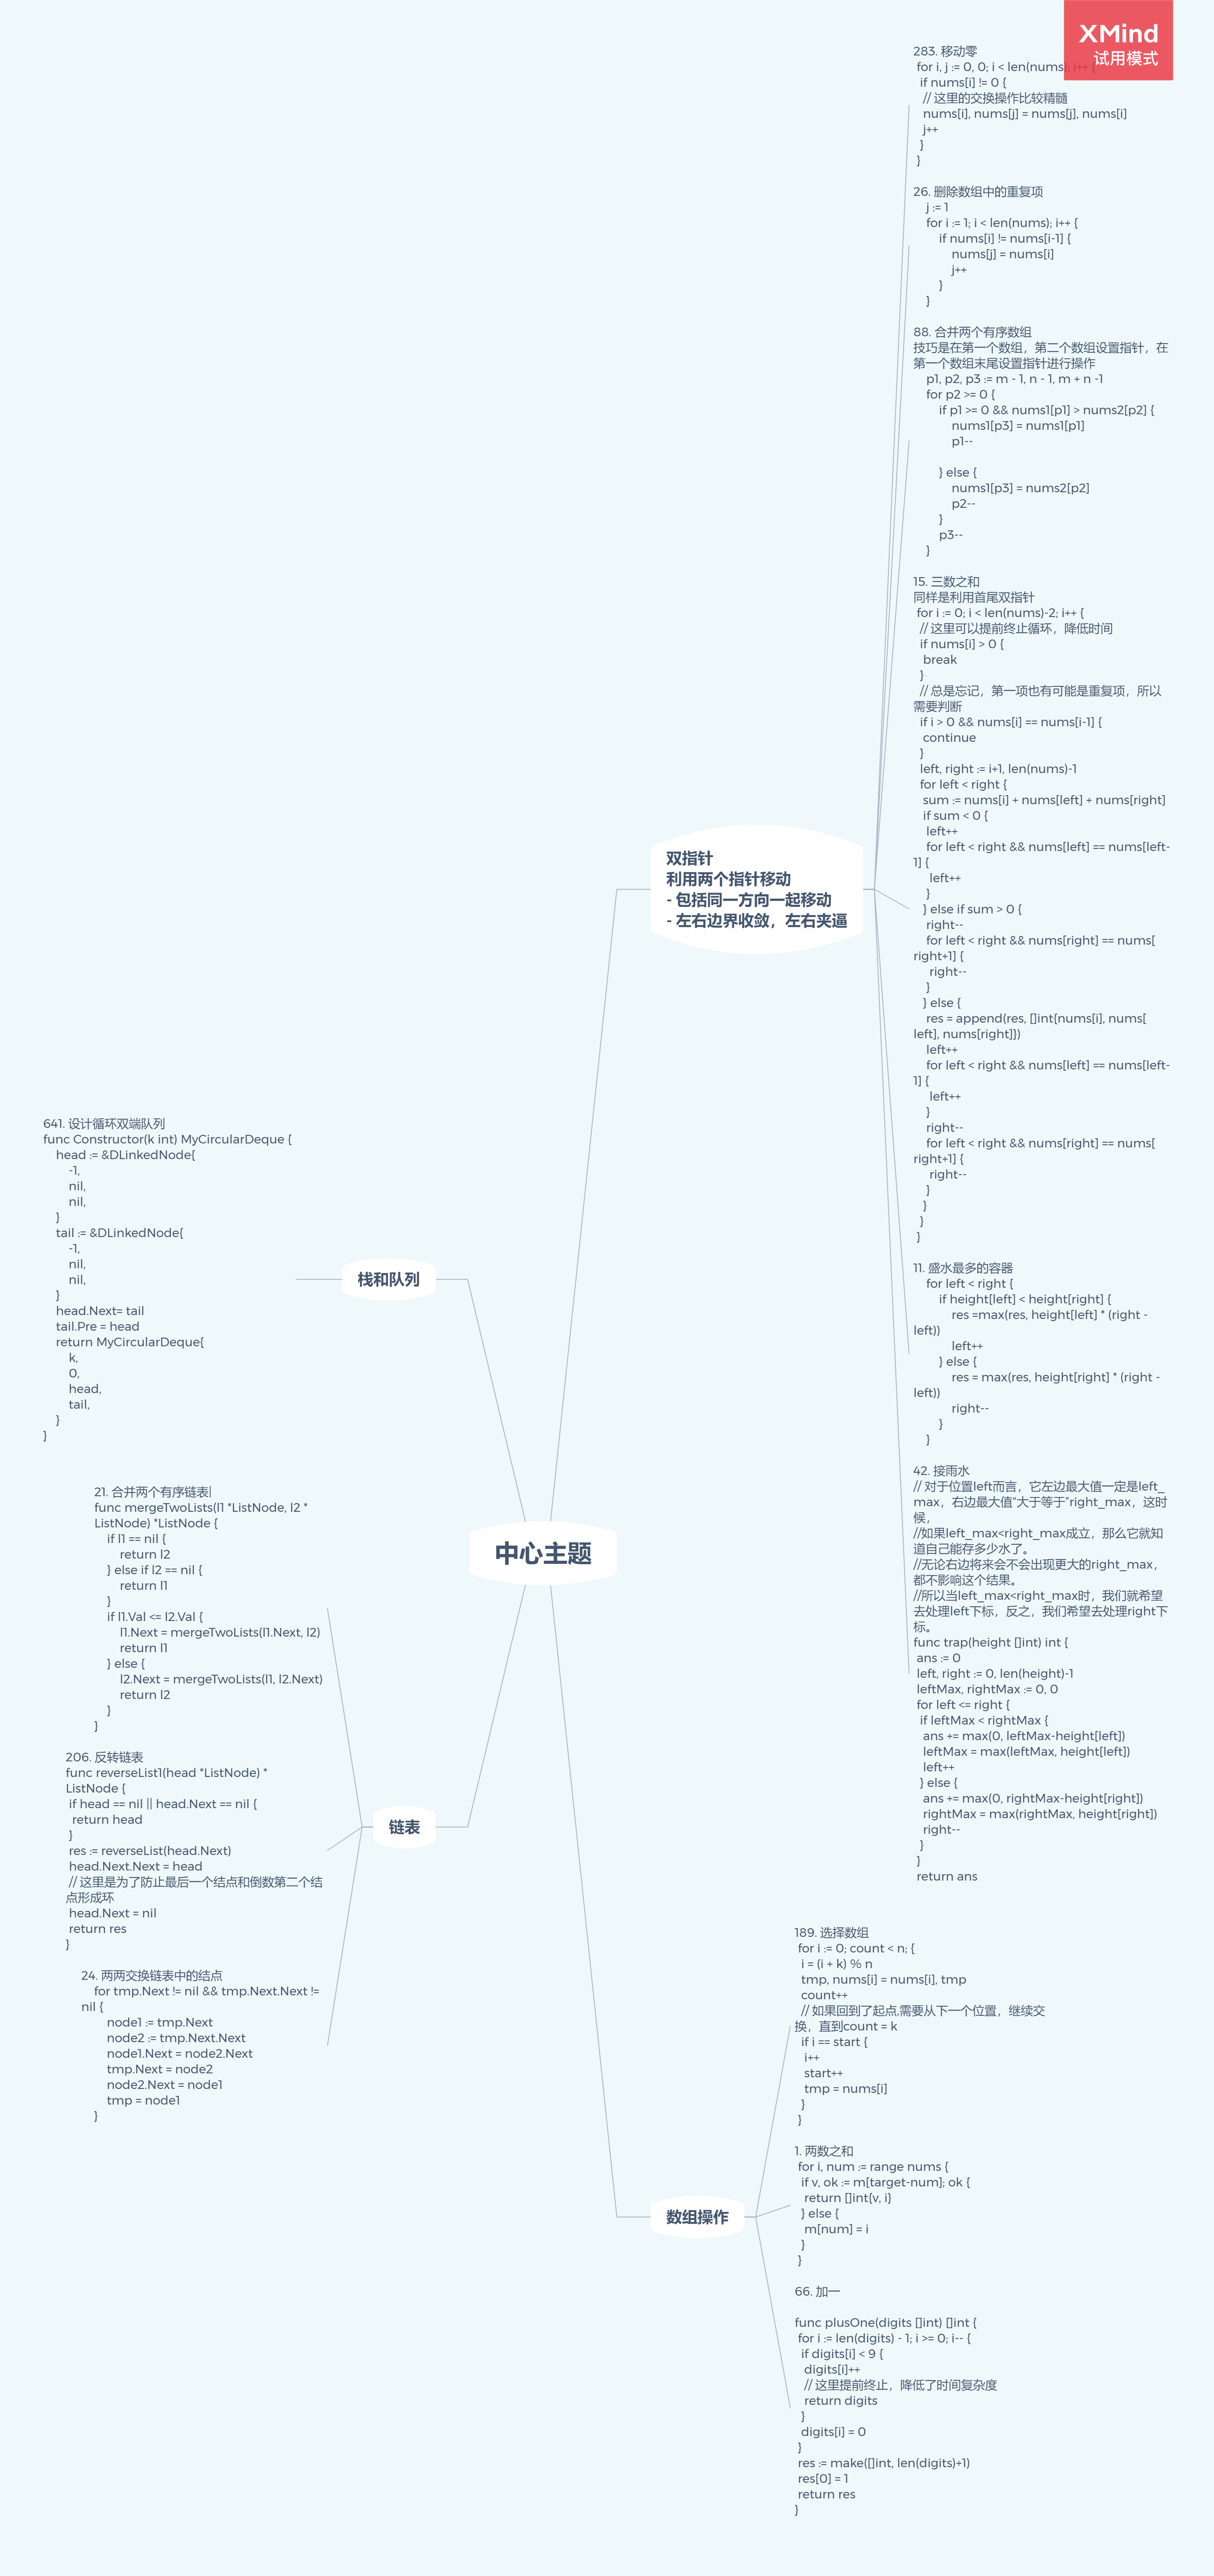 XMind
试用模式
283. 移动零
for i, j := 0, 0; i < len(nums); i++ {
if nums[i] != 0 {
// 这里的交换操作比较精髓
nums[i], nums[j] = nums[j], nums[i]
j++
}
}
26. 删除数组中的重复项
j := 1
for i := 1; i < len(nums); i++ {
if nums[i] != nums[i-1] {
nums[j] = nums[i]
j++
}
}
88. 合并两个有序数组
技巧是在第一个数组，第二个数组设置指针，在
第一个数组末尾设置指针进行操作
p1, p2, p3 := m - 1, n - 1, m + n -1
for p2 >= 0 {
if p1 >= 0 && nums1[p1] > nums2[p2] {
nums1[p3] = nums1[p1]
p1--
} else {
nums1[p3] = nums2[p2]
p2--
}
p3--
}
15. 三数之和
同样是利用首尾双指针
for i := 0; i < len(nums)-2; i++ {
// 这里可以提前终止循环，降低时间
if nums[i] > 0 {
break
}
// 总是忘记，第一项也有可能是重复项，所以
需要判断
if i > 0 && nums[i] == nums[i-1] {
continue
}
left, right := i+1, len(nums)-1
for left < right {
sum := nums[i] + nums[left] + nums[right]
if sum < 0 {
left++
for left < right && nums[left] == nums[left-
1] {
left++
}
} else if sum > 0 {
right--
for left < right && nums[right] == nums[
right+1] {
right--
}
} else {
res = append(res, []int{nums[i], nums[
left], nums[right]})
left++
for left < right && nums[left] == nums[left-
1] {
left++
}
right--
for left < right && nums[right] == nums[
right+1] {
right--
}
}
}
}
11. 盛水最多的容器
for left < right {
if height[left] < height[right] {
res =max(res, height[left] * (right -
left))
left++
} else {
res = max(res, height[right] * (right -
left))
right--
}
}
42. 接雨水
// 对于位置left而言，它左边最大值一定是left_
max，右边最大值“大于等于”right_max，这时
候，
//如果left_max<right_max成立，那么它就知
道自己能存多少水了。
//无论右边将来会不会出现更大的right_max，
都不影响这个结果。
//所以当left_max<right_max时，我们就希望
去处理left下标，反之，我们希望去处理right下
标。
func trap(height []int) int {
ans := 0
left, right := 0, len(height)-1
leftMax, rightMax := 0, 0
for left <= right {
if leftMax < rightMax {
ans += max(0, leftMax-height[left])
leftMax = max(leftMax, height[left])
left++
} else {
ans += max(0, rightMax-height[right])
rightMax = max(rightMax, height[right])
right--
}
}
return ans
双指针
利用两个指针移动
- 包括同一方向一起移动
- 左右边界收敛，左右夹逼
641. 设计循环双端队列
func Constructor(k int) MyCircularDeque {
head := &DLinkedNode{
-1,
nil,
nil,
}
tail := &DLinkedNode{
-1,
nil,
nil,
}
head.Next= tail
tail.Pre = head
return MyCircularDeque{
k,
0,
head,
tail,
}
}
栈和队列
中心主题
21. 合并两个有序链表|
func mergeTwoLists(l1 *ListNode, l2 *
ListNode) *ListNode {
if l1 == nil {
return l2
} else if l2 == nil {
return l1
}
if l1.Val <= l2.Val {
l1.Next = mergeTwoLists(l1.Next, l2)
return l1
} else {
l2.Next = mergeTwoLists(l1, l2.Next)
return l2
}
}
206. 反转链表
func reverseList1(head *ListNode) *
ListNode {
if head == nil || head.Next == nil {
return head
}
res := reverseList(head.Next)
head.Next.Next = head
// 这里是为了防止最后一个结点和倒数第二个结
点形成环
head.Next = nil
return res
}
24. 两两交换链表中的结点
for tmp.Next != nil && tmp.Next.Next !=
nil {
node1 := tmp.Next
node2 := tmp.Next.Next
node1.Next = node2.Next
tmp.Next = node2
node2.Next = node1
tmp = node1
}
链表
189. 选择数组
for i := 0; count < n; {
i = (i + k) % n
tmp, nums[i] = nums[i], tmp
count++
// 如果回到了起点,需要从下一个位置，继续交
换，直到count = k
if i == start {
i++
start++
tmp = nums[i]
}
}
1. 两数之和
for i, num := range nums {
if v, ok := m[target-num]; ok {
return []int{v, i}
} else {
m[num] = i
}
}
66. 加一
func plusOne(digits []int) []int {
for i := len(digits) - 1; i >= 0; i-- {
if digits[i] < 9 {
digits[i]++
// 这里提前终止，降低了时间复杂度
return digits
}
digits[i] = 0
}
res := make([]int, len(digits)+1)
res[0] = 1
return res
}
数组操作